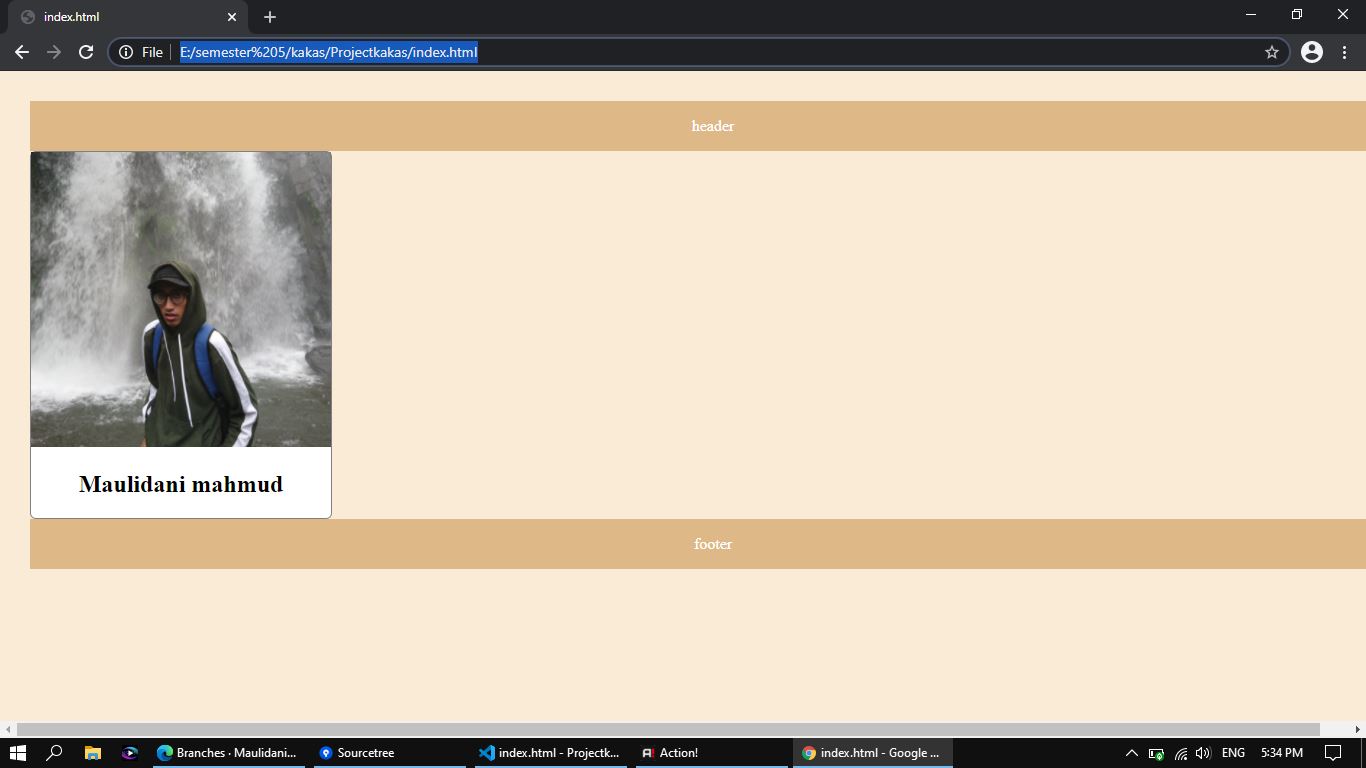 index.html
File
E:/semester%205/kakas/Projectkakas/index.html
header
Maulidani mahmud
footer
Branches · Maulidani...
Sourcetree
index.html - Projectk...
Action!
index.html - Google ...
ENG
5:34 PM